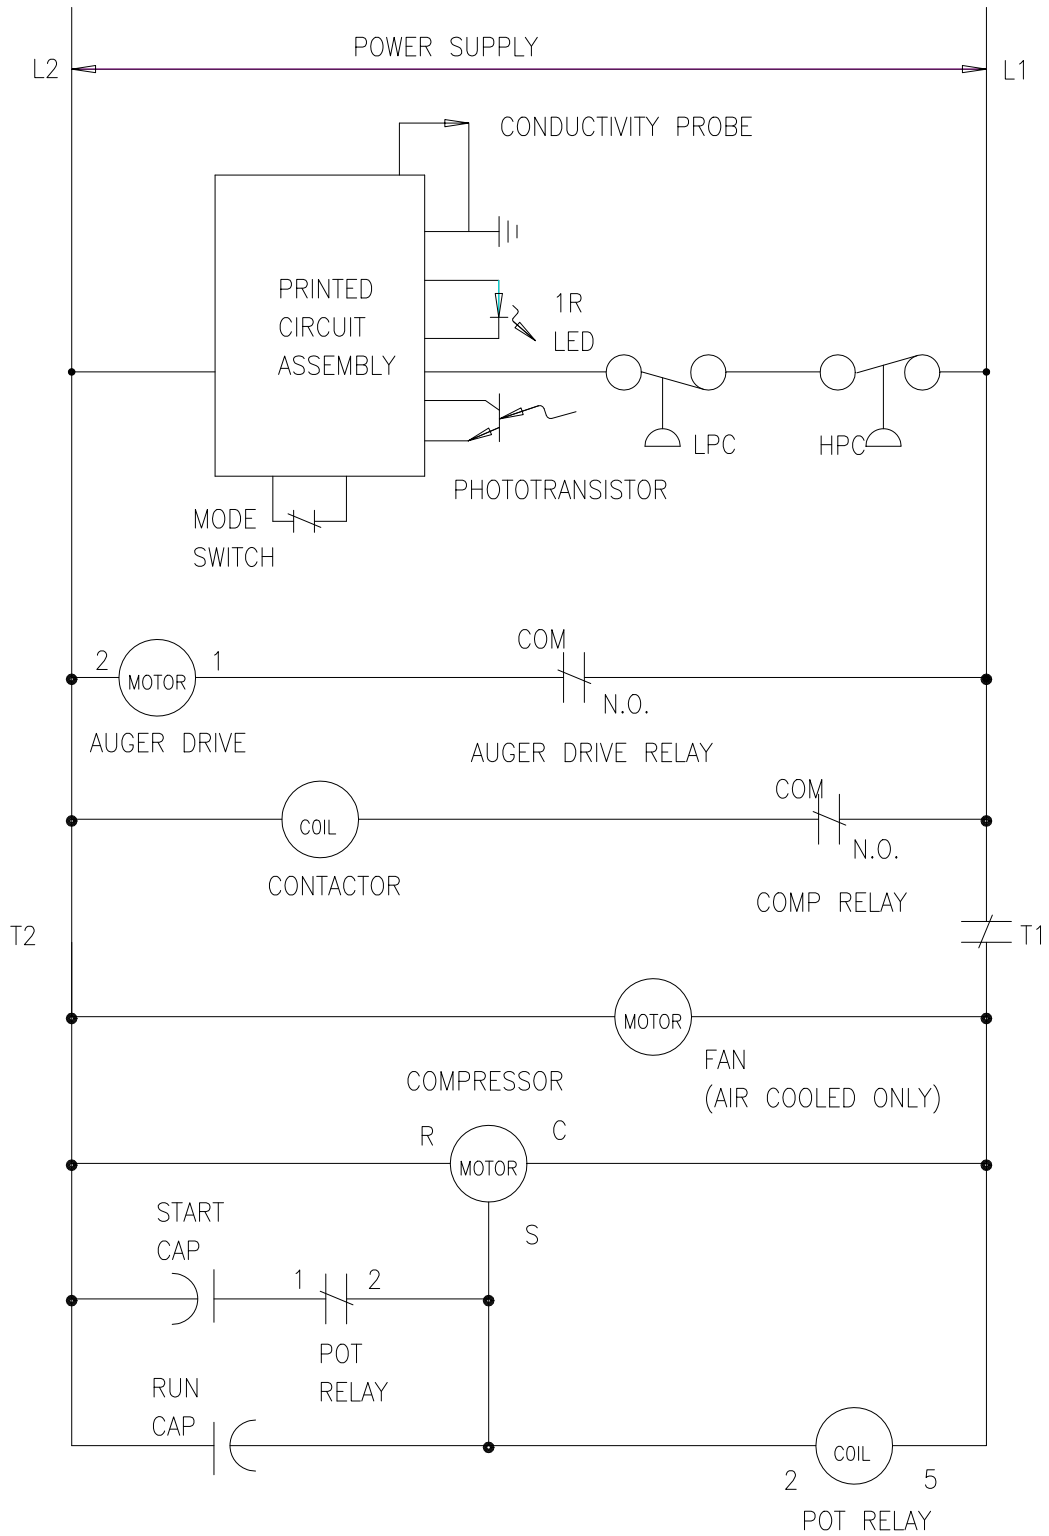 POWER SUPPLY
L2
L1
CONDUCTIVITY PROBE
PRINTED
CIRCUIT
ASSEMBLY
1R
LED
LPC
HPC
PHOTOTRANSISTOR
MODE
SWITCH
COM
2
MOTOR
1
N.O.
AUGER DRIVE
AUGER DRIVE RELAY
COM
COIL
N.O.
CONTACTOR
COMP RELAY
T2
T1
MOTOR
FAN
(AIR COOLED ONLY)
COMPRESSOR
R
C
MOTOR
S
START
CAP
1
2
POT
RELAY
RUN
CAP
COIL
2
5
POT RELAY